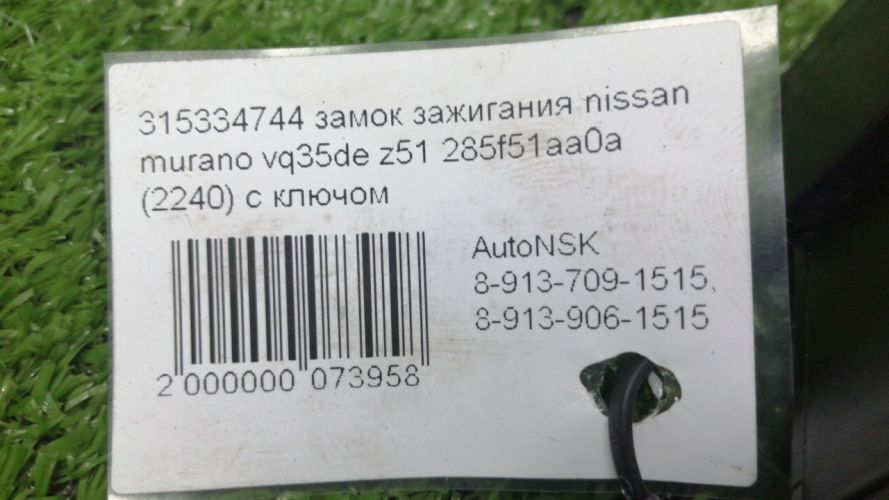 315334744 замок зажигания nissan
murano vq35de z51 285f51aa0a
(2240) с ключом
AutoNSK
8-913-709-1515,
8-913-906-1515
2 000000 073958